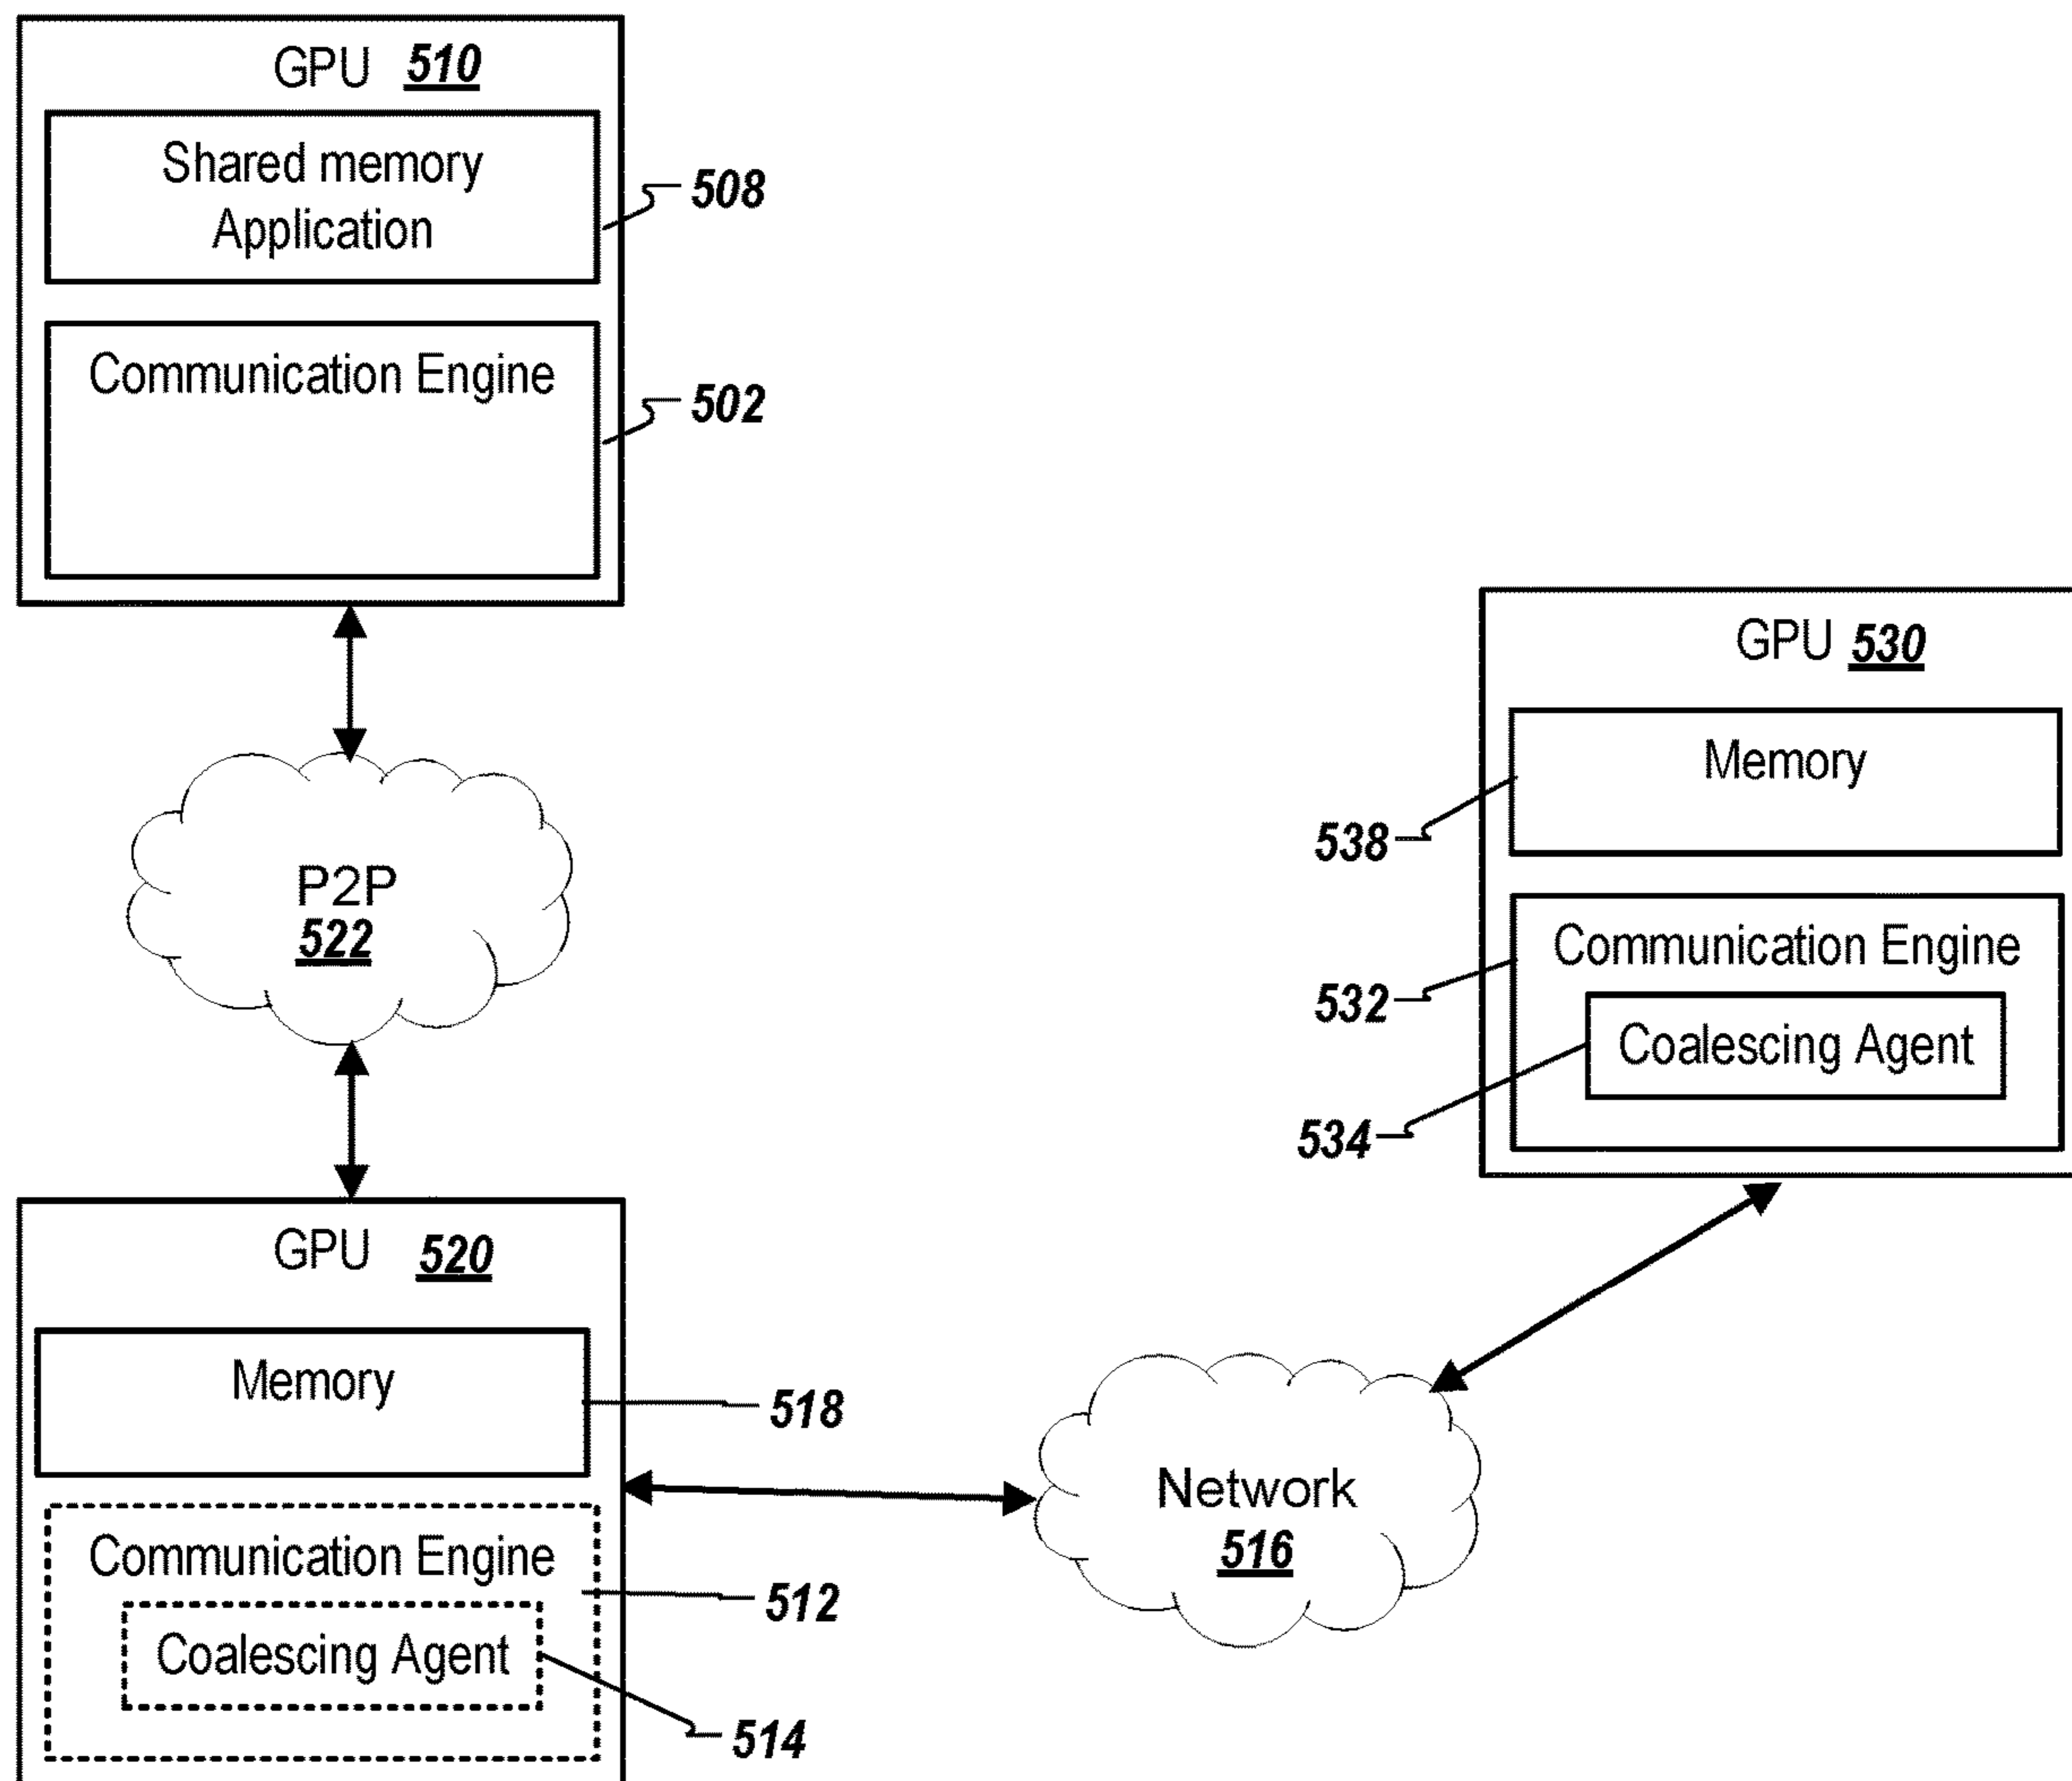 GPU 510
Shared memory
Application
508
Communication Engine
502
P2P
522
GPU 520
Memory
518
Communication Engine
512
Coalescing Agent
514
Network
516
GPU 530
Memory
538
Communication Engine
532
Coalescing Agent
534